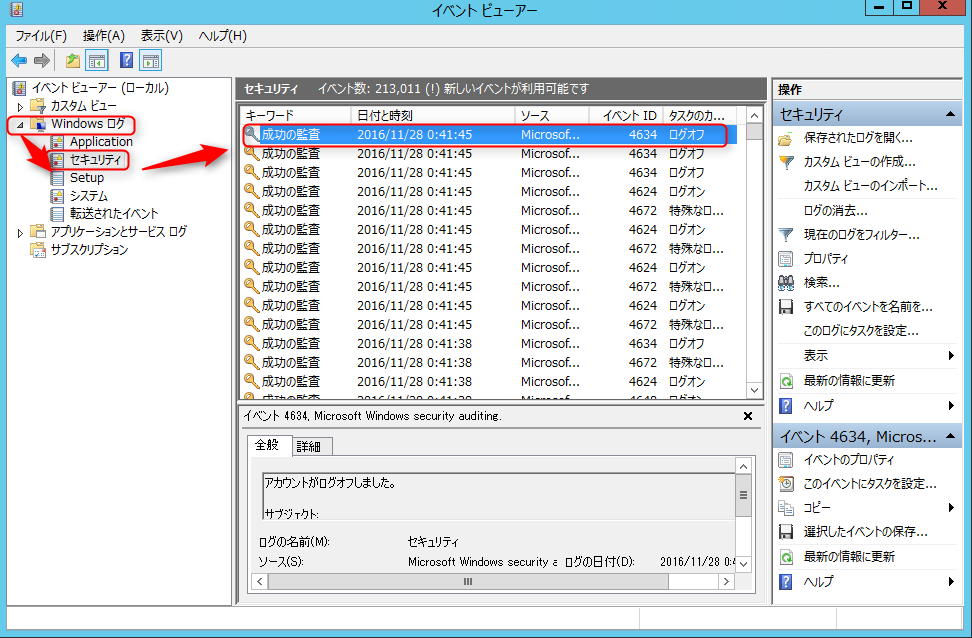 イベント ビューアー
ファイル(F) 操作(A) 表示(V) ヘルプ(H)
イベント ビューアー (ローカル)
カスタム ビュー
Windows ログ
Application
セキュリティ
Setup
システム
転送されたイベント
アプリケーションとサービス ログ
サブスクリプション
セキュリティ イベント数: 213,011 (!) 新しいイベントが利用可能です
キーワード 日付と時刻 ソース イベント ID タスクのカ...
成功の監査 2016/11/28 0:41:45 Microsof... 4634 ログオフ
成功の監査 2016/11/28 0:41:45 Microsof... 4634 ログオフ
成功の監査 2016/11/28 0:41:45 Microsof... 4634 ログオフ
成功の監査 2016/11/28 0:41:45 Microsof... 4624 ログオン
成功の監査 2016/11/28 0:41:45 Microsof... 4672 特殊なロ...
成功の監査 2016/11/28 0:41:45 Microsof... 4624 ログオン
成功の監査 2016/11/28 0:41:45 Microsof... 4672 特殊なロ...
成功の監査 2016/11/28 0:41:45 Microsof... 4624 ログオン
成功の監査 2016/11/28 0:41:45 Microsof... 4672 特殊なロ...
成功の監査 2016/11/28 0:41:45 Microsof... 4624 ログオン
成功の監査 2016/11/28 0:41:45 Microsof... 4672 特殊なロ...
成功の監査 2016/11/28 0:41:38 Microsof... 4634 ログオフ
成功の監査 2016/11/28 0:41:38 Microsof... 4672 特殊なロ...
成功の監査 2016/11/28 0:41:38 Microsof... 4624 ログオン
イベント 4634, Microsoft Windows security auditing.
全般 詳細
アカウントがログオフしました。
サブジェクト:
ログの名前(M): セキュリティ
ソース(S): Microsoft Windows security a ログの日付(D): 2016/11/28 0:4
操作
セキュリティ
保存されたログを開く...
カスタム ビューの作成...
カスタム ビューのインポート...
ログの消去...
現在のログをフィルター...
プロパティ
検索...
すべてのイベントを名前を...
このログにタスクを設定...
表示
最新の情報に更新
ヘルプ
イベント 4634, Micros...
イベントのプロパティ
このイベントにタスクを設定...
コピー
選択したイベントの保存...
最新の情報に更新
ヘルプ